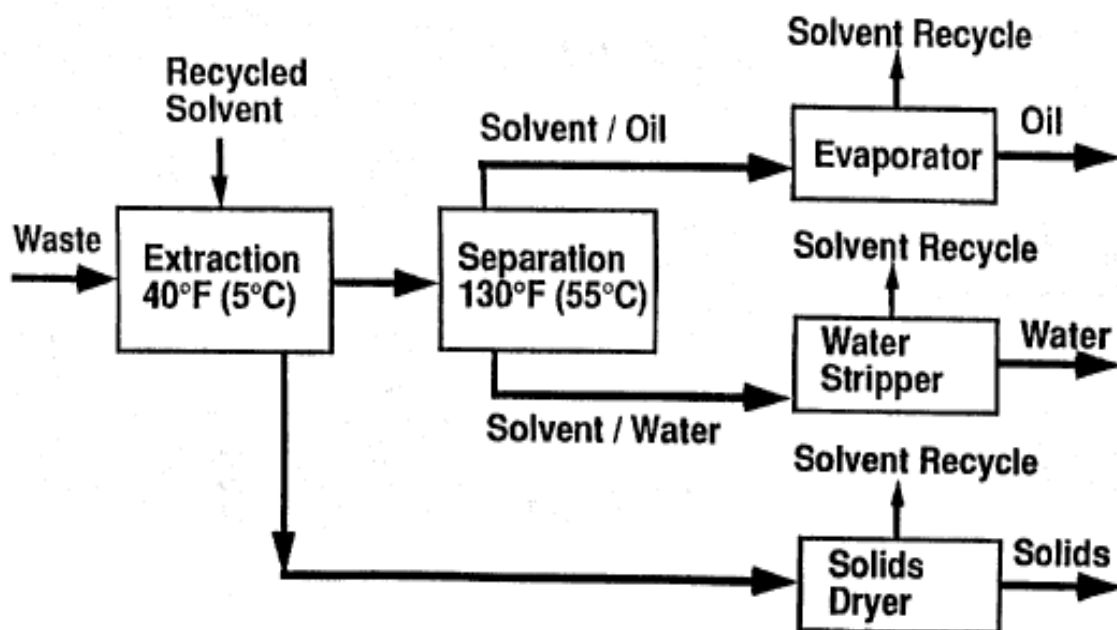 Solvent Recycle
Recycled
Solvent
Solvent / Oil
Oil
Evaporator
Waste
Extraction
40°F (5°C)
Separation
130°F (55°C)
Solvent Recycle
Water
Stripper
Water
Solvent / Water
Solvent Recycle
Solids
Dryer
Solids